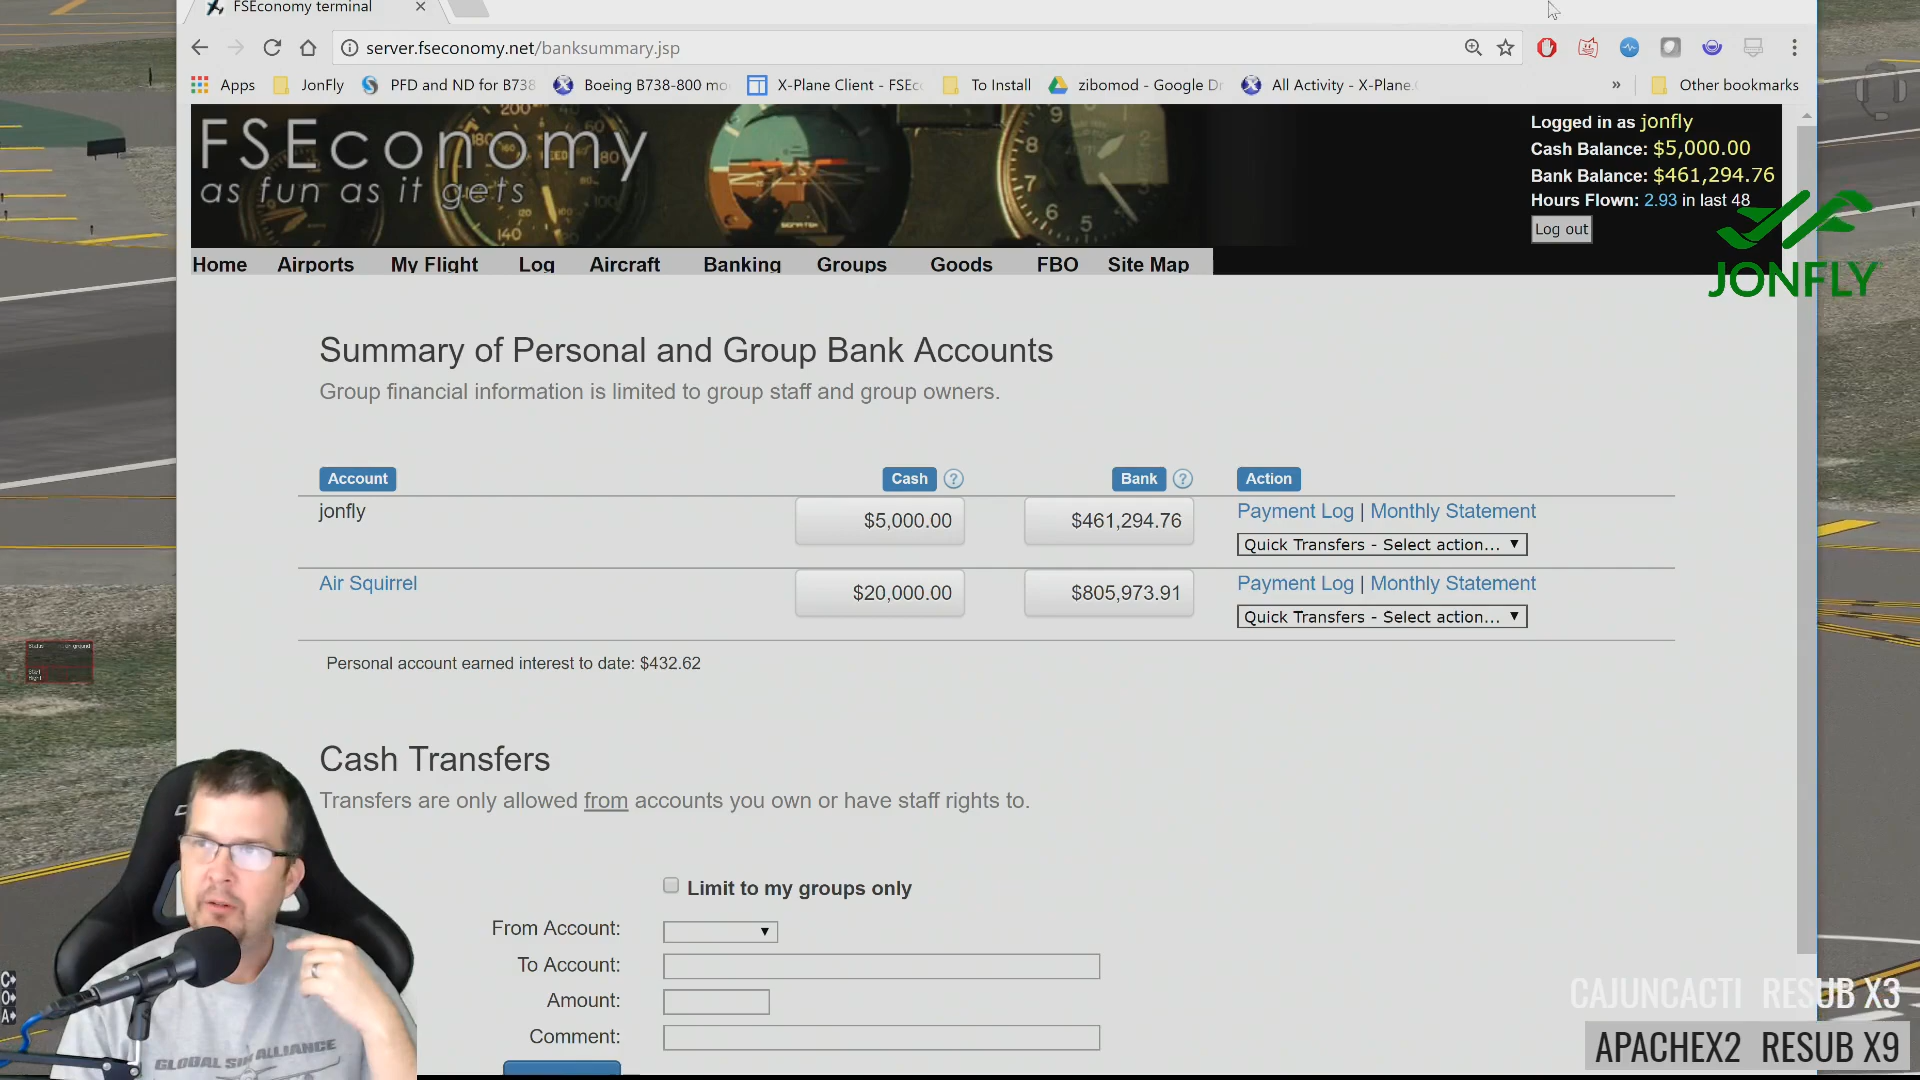 FSEconomy terminal
server.fseconomy.net/banksummary.jsp
Apps JonFly PFD and ND for B738 Boeing B738-800 mo X-Plane Client - FSEc To Install zibomod - Google Dr All Activity - X-Plane. » Other bookmarks
FSEconomy
as fun as it gets
Logged in as jonfly
Cash Balance: $5,000.00
Bank Balance: $461,294.76
Hours Flown: 2.93 in last 48
Log out
JONFLY
Home Airports My Flight Log Aircraft Banking Groups Goods FBO Site Map
Summary of Personal and Group Bank Accounts
Group financial information is limited to group staff and group owners.
Account Cash ? Bank ? Action
jonfly $5,000.00 $461,294.76 Payment Log | Monthly Statement
Quick Transfers - Select action...
Air Squirrel $20,000.00 $805,973.91 Payment Log | Monthly Statement
Quick Transfers - Select action...
Personal account earned interest to date: $432.62
Cash Transfers
Transfers are only allowed from accounts you own or have staff rights to.
Limit to my groups only
From Account:
To Account:
Amount:
Comment:
GLOBAL SIM ALLIANCE
CAJUNCACTI RESUB X3
APACHEX2 RESUB X9